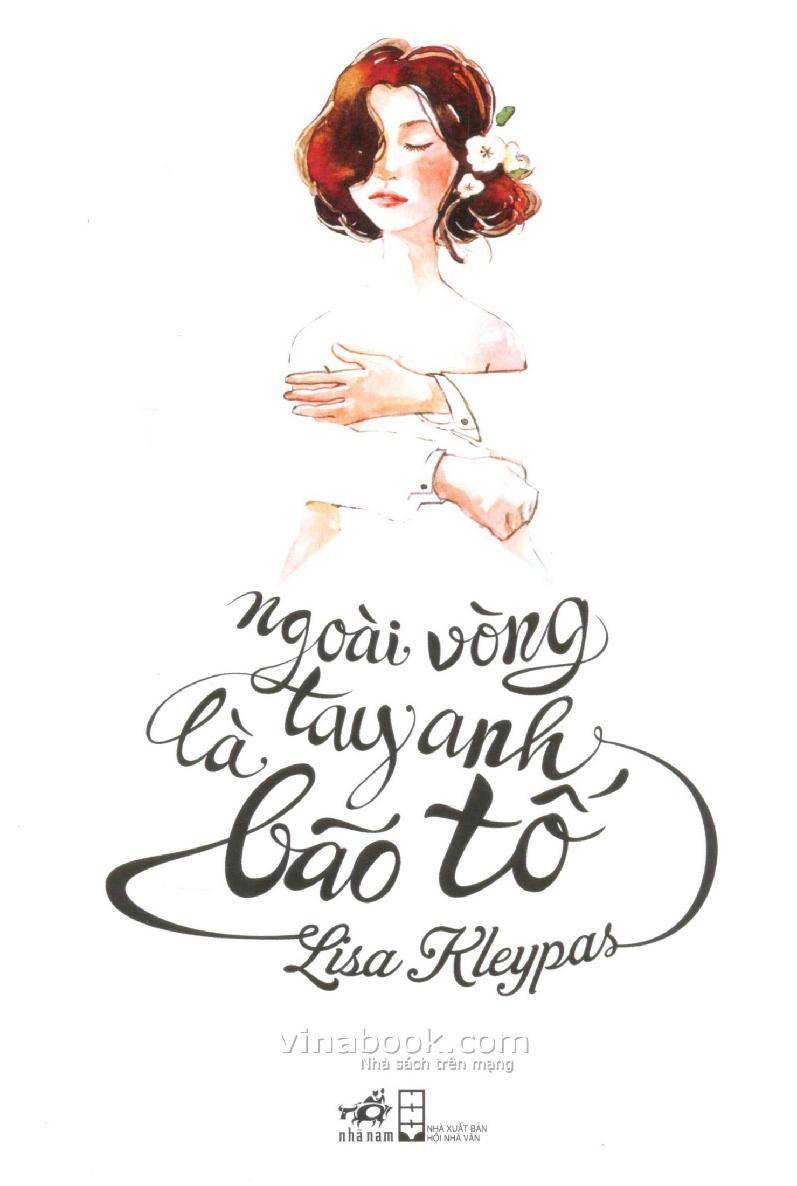 ngoài vòng
tay anh
là
bão tố
Lisa Kleypas
vinabook.com
Nhà sách trên mạng
nhã nam
NHÀ XUẤT BẢN
HỘI NHÀ VĂN